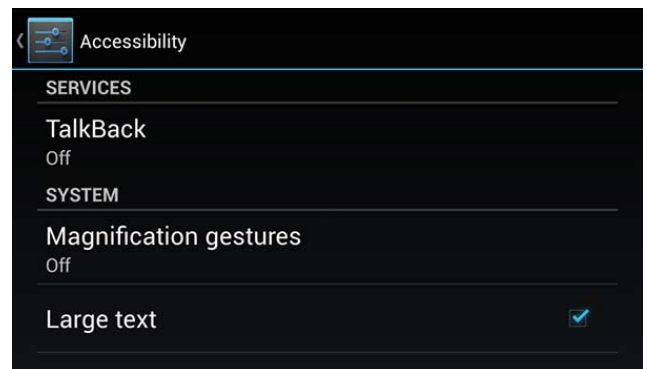 Accessibility
SERVICES
TalkBack
Off
SYSTEM
Magnification gestures
Off
Large text